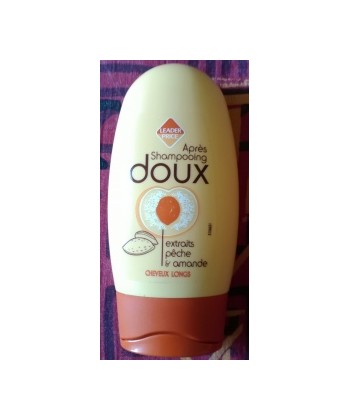 LEADER
PRICE
Après
Shampooing
doux
extraits
pêche
& amande
CHEVEUX LONGS